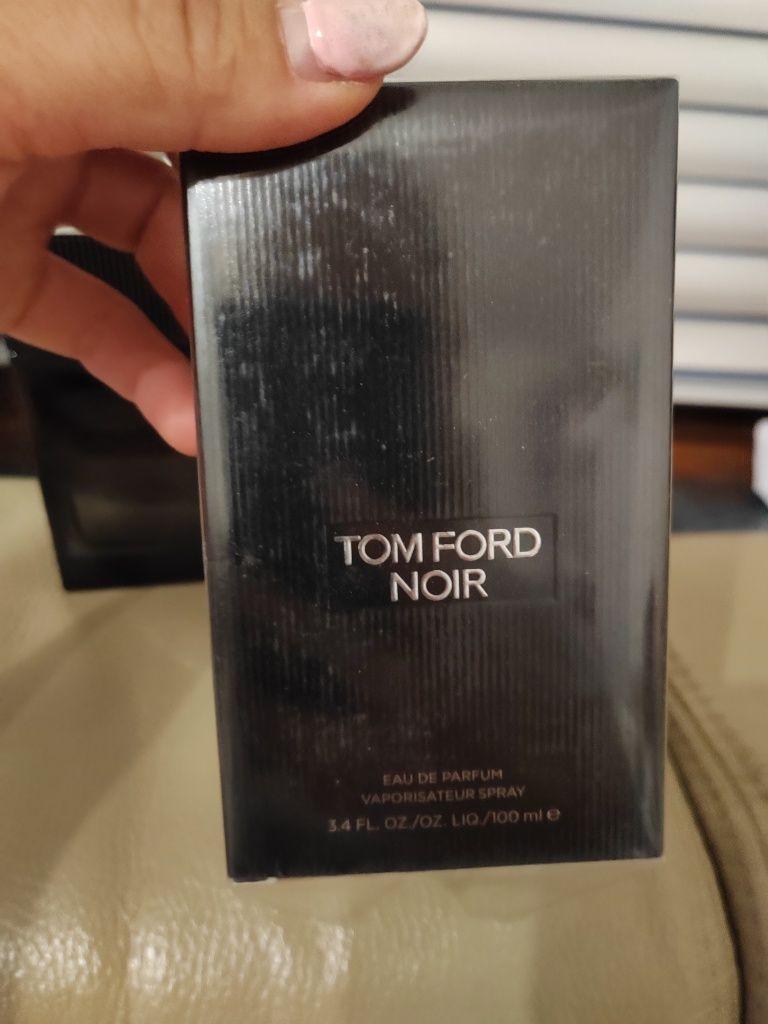 TOM FORD
NOIR
EAU DE PARFUM
VAPORISATEUR SPRAY
3.4 FL. OZ./OZ. LIQ./100 ml ℮